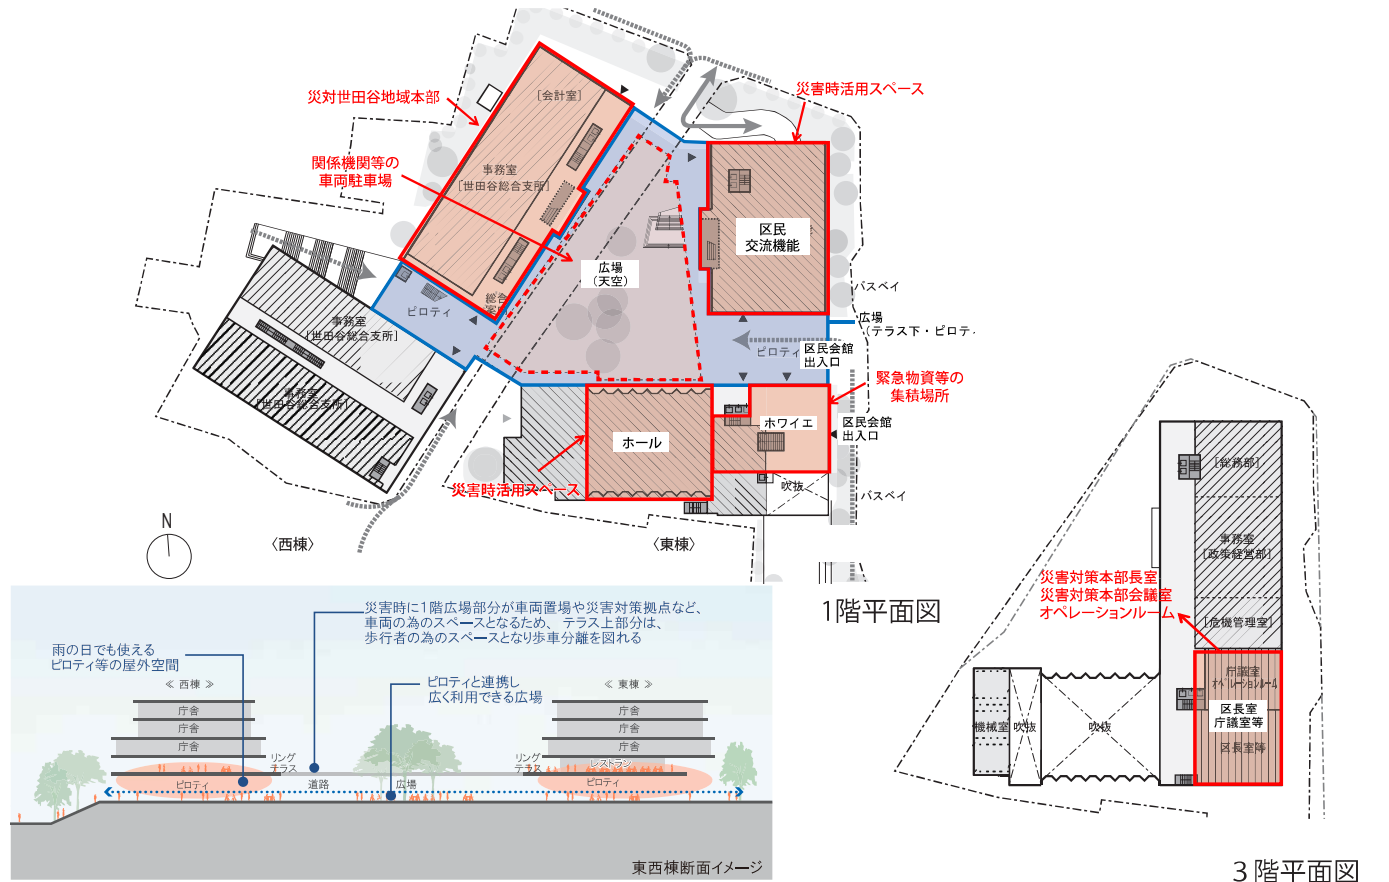 災対世田谷地域本部
関係機関等の
車両駐車場
災害時活用スペース
[会計室]
事務室
[世田谷総合支所]
区民
交流機能
広場
(天空)
総合
ピロティ
事務室
[世田谷総合支所]
事務室
[世田谷総合支所]
バスベイ
広場
(テラス下・ピロティ
ピロティ
区民会館
出入口
緊急物資等の
集積場所
ホワイエ
区民会館
出入口
ホール
災害時活用スペース
吹抜
バスベイ
N
〈西棟〉
〈東棟〉
1階平面図
[総務部]
事務室
[政策経営部]
災害対策本部長室
災害対策本部会議室
オペレーションルーム
[危機管理室]
庁議室
オペレーションルーム
区長室
庁議室等
区長室等
機械室
吹抜
吹抜
3階平面図
災害時に1階広場部分が車両置場や災害対策拠点など、
車両の為のスペースとなるため、テラス上部分は、
歩行者の為のスペースとなり歩車分離を図れる
雨の日でも使える
ピロティ等の屋外空間
ピロティと連携し
広く利用できる広場
≪ 西棟 ≫
庁舎
庁舎
庁舎
リング
テラス
ピロティ
道路
広場
≪ 東棟 ≫
庁舎
庁舎
庁舎
リング
テラス
レストラン
ピロティ
東西棟断面イメージ